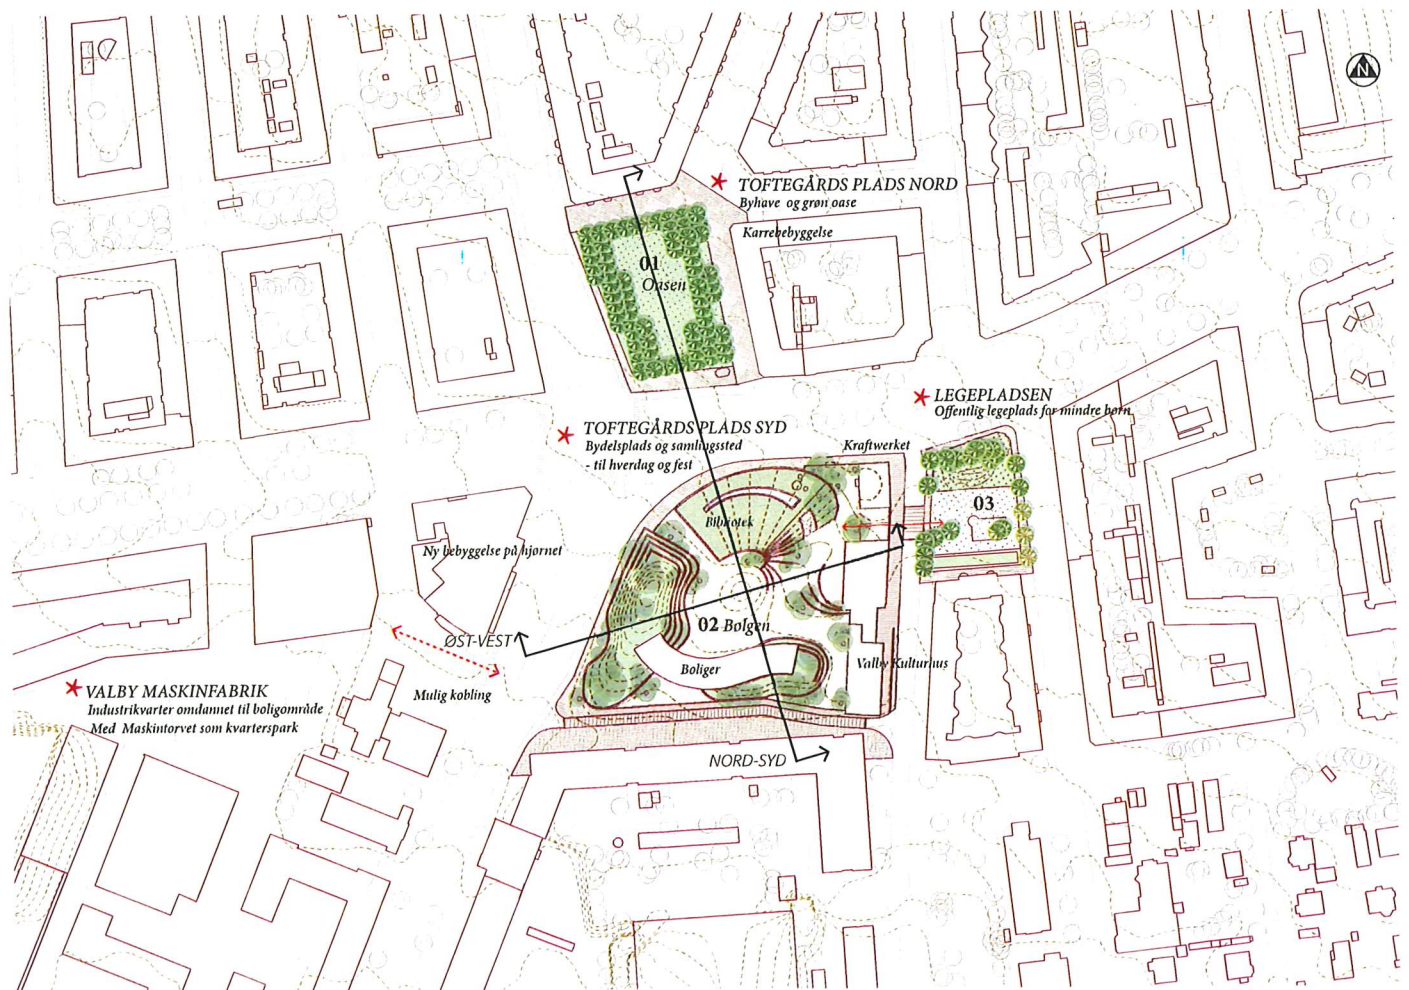 N
TOFTEGÅRDS PLADS NORD
Byhave og grøn oase
Karrebebyggelse
01
Oasen
LEGEPLADSEN
Offentlig legeplads for mindre børn
TOFTEGÅRDS PLADS SYD
Bydelsplads og samlingssted
- til hverdag og fest
Kraftwerket
03
Bibliotek
Ny bebyggelse på hjørnet
02 Bølgen
ØST-VEST
Boliger
Valby Kulturhus
VALBY MASKINFABRIK
Industrikvarter omdannet til boligområde
Med Maskintorvet som kvarterspark
Mulig kobling
NORD-SYD